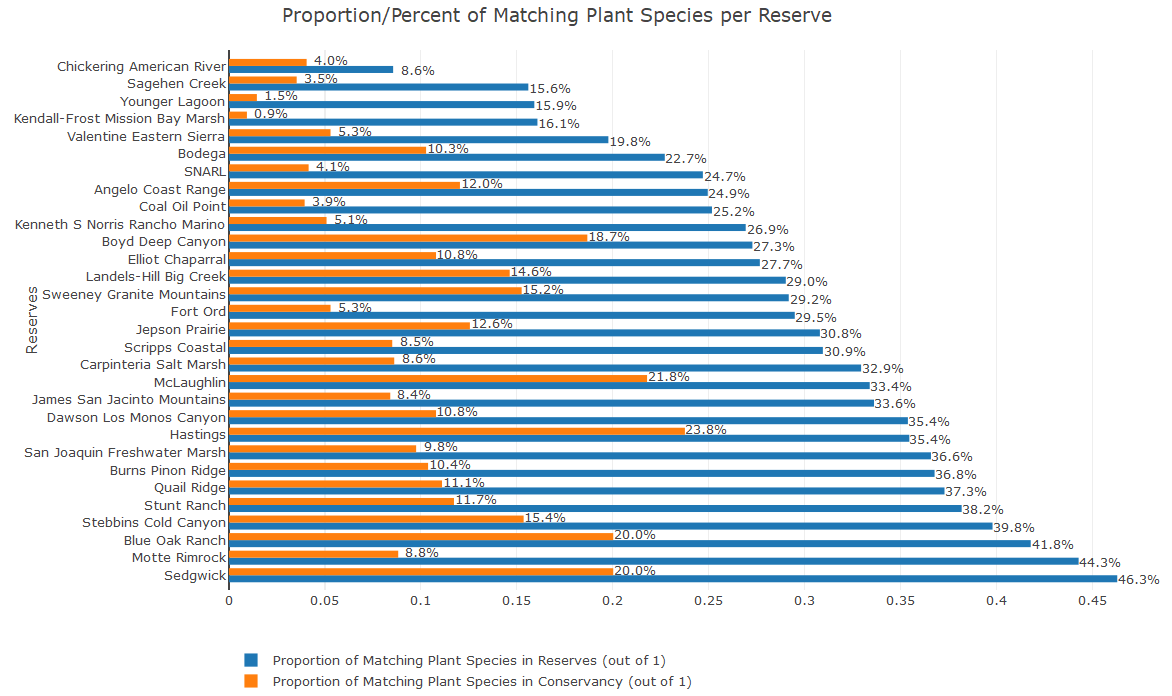 Proportion/Percent of Matching Plant Species per Reserve
Chickering American River 4.0% 8.6%
Sagehen Creek 3.5% 15.6%
Younger Lagoon 1.5% 15.9%
Kendall-Frost Mission Bay Marsh 0.9% 16.1%
Valentine Eastern Sierra 5.3% 19.8%
Bodega 10.3% 22.7%
SNARL 4.1% 24.7%
Angelo Coast Range 12.0% 24.9%
Coal Oil Point 3.9% 25.2%
Kenneth S Norris Rancho Marino 5.1% 26.9%
Boyd Deep Canyon 18.7% 27.3%
Elliot Chaparral 10.8% 27.7%
Landels-Hill Big Creek 14.6% 29.0%
Sweeney Granite Mountains 15.2% 29.2%
Fort Ord 5.3% 29.5%
Jepson Prairie 12.6% 30.8%
Scripps Coastal 8.5% 30.9%
Carpinteria Salt Marsh 8.6% 32.9%
McLaughlin 21.8% 33.4%
James San Jacinto Mountains 8.4% 33.6%
Dawson Los Monos Canyon 10.8% 35.4%
Hastings 23.8% 35.4%
San Joaquin Freshwater Marsh 9.8% 36.6%
Burns Pinon Ridge 10.4% 36.8%
Quail Ridge 11.1% 37.3%
Stunt Ranch 11.7% 38.2%
Stebbins Cold Canyon 15.4% 39.8%
Blue Oak Ranch 20.0% 41.8%
Motte Rimrock 8.8% 44.3%
Sedgwick 20.0% 46.3%
Reserves
0 0.05 0.1 0.15 0.2 0.25 0.3 0.35 0.4 0.45
Proportion of Matching Plant Species in Reserves (out of 1)
Proportion of Matching Plant Species in Conservancy (out of 1)